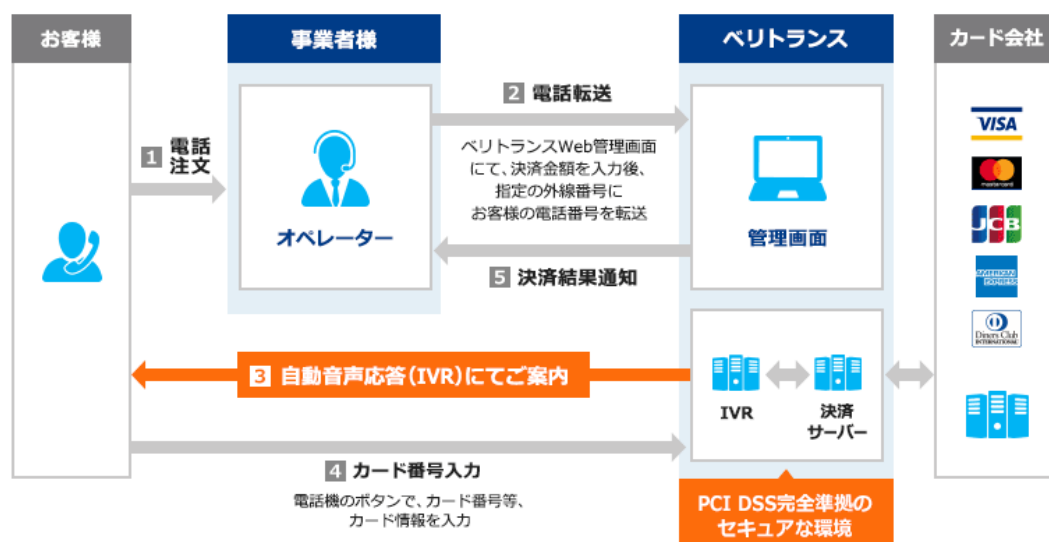 お客様
事業者様
ベリトランス
カード会社
1 電話
注文
オペレーター
2 電話転送
ベリトランスWeb管理画面
にて、決済金額を入力後、
指定の外線番号に
お客様の電話番号を転送
5 決済結果通知
管理画面
VISA
mastercard
JCB
AMERICAN
EXPRESS
Diners Club
INTERNATIONAL
3 自動音声応答(IVR)にてご案内
IVR
決済
サーバー
4 カード番号入力
電話機のボタンで、カード番号等、
カード情報を入力
PCI DSS完全準拠の
セキュアな環境